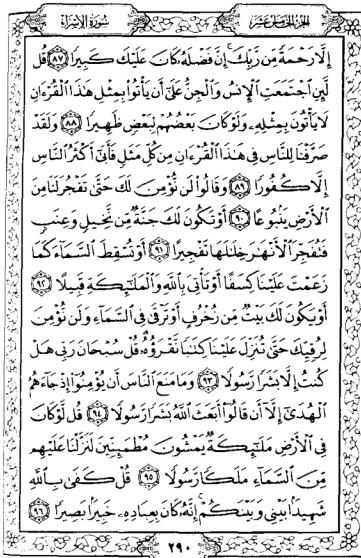 الجزء الخامس عشر
سورة الإسراء
إِلَّا رَحْمَةً مِّن رَّبِّكَ إِنَّ فَضْلَهُۥ كَانَ عَلَيْكَ كَبِيرًا ٨٧ قُل
لَّئِنِ ٱجْتَمَعَتِ ٱلْإِنسُ وَٱلْجِنُّ عَلَىٰٓ أَن يَأْتُوا۟ بِمِثْلِ هَٰذَا ٱلْقُرْءَانِ
لَا يَأْتُونَ بِمِثْلِهِۦ وَلَوْ كَانَ بَعْضُهُمْ لِبَعْضٍ ظَهِيرًا ٨٨ وَلَقَدْ
صَرَّفْنَا لِلنَّاسِ فِى هَٰذَا ٱلْقُرْءَانِ مِن كُلِّ مَثَلٍ فَأَبَىٰٓ أَكْثَرُ ٱلنَّاسِ
إِلَّا كُفُورًا ٨٩ وَقَالُوا۟ لَن نُّؤْمِنَ لَكَ حَتَّىٰ تَفْجُرَ لَنَا مِنَ
ٱلْأَرْضِ يَنۢبُوعًا ٩٠ أَوْ تَكُونَ لَكَ جَنَّةٌ مِّن نَّخِيلٍ وَعِنَبٍ
فَتُفَجِّرَ ٱلْأَنْهَٰرَ خِلَٰلَهَا تَفْجِيرًا ٩١ أَوْ تُسْقِطَ ٱلسَّمَآءَ كَمَا
زَعَمْتَ عَلَيْنَا كِسَفًا أَوْ تَأْتِىَ بِٱللَّهِ وَٱلْمَلَٰٓئِكَةِ قَبِيلًا ٩٢
أَوْ يَكُونَ لَكَ بَيْتٌ مِّن زُخْرُفٍ أَوْ تَرْقَىٰ فِى ٱلسَّمَآءِ وَلَن نُّؤْمِنَ
لِرُقِيِّكَ حَتَّىٰ تُنَزِّلَ عَلَيْنَا كِتَٰبًا نَّقْرَؤُهُۥ قُلْ سُبْحَانَ رَبِّى هَلْ
كُنتُ إِلَّا بَشَرًا رَّسُولًا ٩٣ وَمَا مَنَعَ ٱلنَّاسَ أَن يُؤْمِنُوٓا۟ إِذْ جَآءَهُمُ
ٱلْهُدَىٰٓ إِلَّآ أَن قَالُوٓا۟ أَبَعَثَ ٱللَّهُ بَشَرًا رَّسُولًا ٩٤ قُل لَّوْ كَانَ
فِى ٱلْأَرْضِ مَلَٰٓئِكَةٌ يَمْشُونَ مُطْمَئِنِّينَ لَنَزَّلْنَا عَلَيْهِم
مِّنَ ٱلسَّمَآءِ مَلَكًا رَّسُولًا ٩٥ قُلْ كَفَىٰ بِٱللَّهِ
شَهِيدًۢا بَيْنِى وَبَيْنَكُمْ إِنَّهُۥ كَانَ بِعِبَادِهِۦ خَبِيرًۢا بَصِيرًا ٩٦
٢٩٠